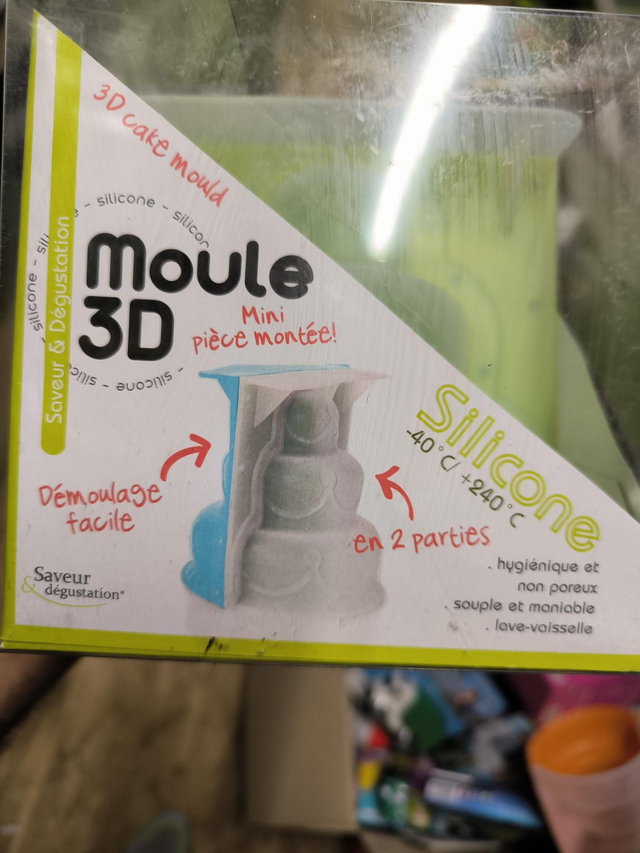 3D cake mould
- silicone - silicone - silicor
Moule
3D
Mini
pièce montée!
silicone - silicone -
Saveur & Dégustation
Silicone
-40°C/ +240°C
Démoulage
facile
en 2 parties
. hygiénique et
non poreux
. souple et maniable
. lave-vaisselle
Saveur
& dégustation®